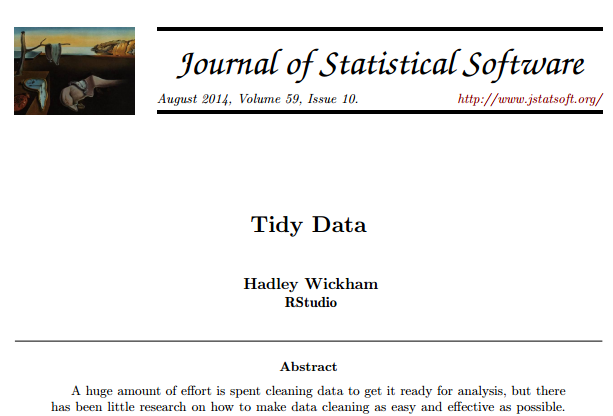 Journal of Statistical Software
August 2014, Volume 59, Issue 10. http://www.jstatsoft.org/
Tidy Data
Hadley Wickham
RStudio
Abstract
A huge amount of effort is spent cleaning data to get it ready for analysis, but there
has been little research on how to make data cleaning as easy and effective as possible.